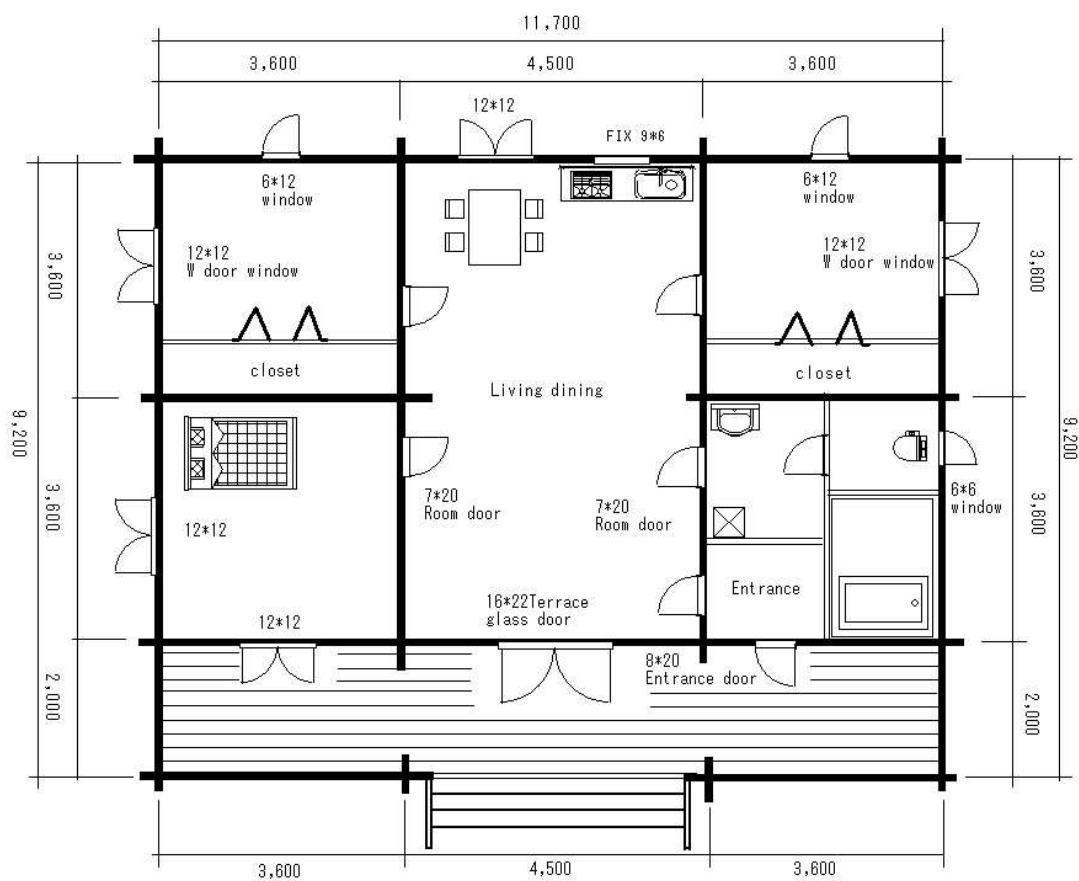 11,700
3,600
4,500
3,600
12*12
FIX 9*6
6*12
window
6*12
window
12*12
W door window
12*12
W door window
3,600
3,600
closet
closet
Living dining
9,200
9,200
3,600
3,600
12*12
7*20
Room door
7*20
Room door
6*6
window
Entrance
16*22Terrace
glass door
12*12
8*20
Entrance door
2,000
2,000
3,600
4,500
3,600